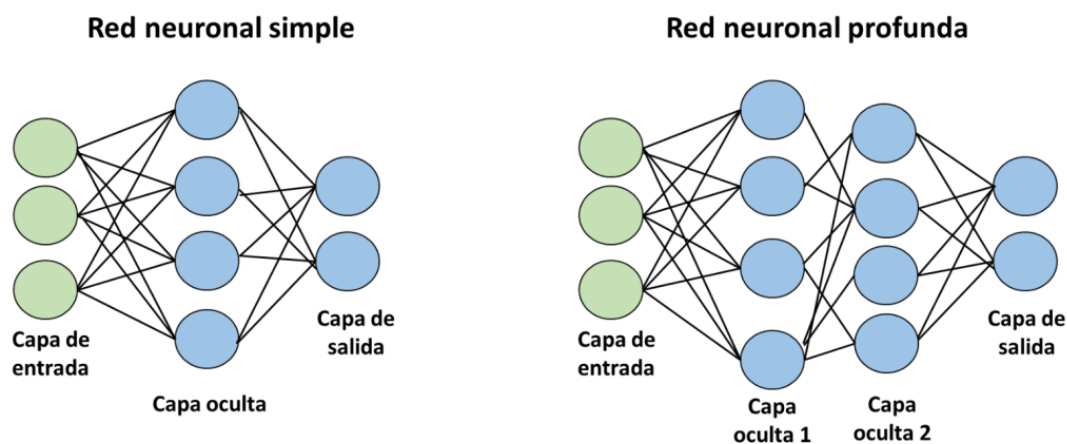 Red neuronal simple
Capa de
entrada
Capa oculta
Capa de
salida
Red neuronal profunda
Capa de
entrada
Capa
oculta 1
Capa
oculta 2
Capa de
salida